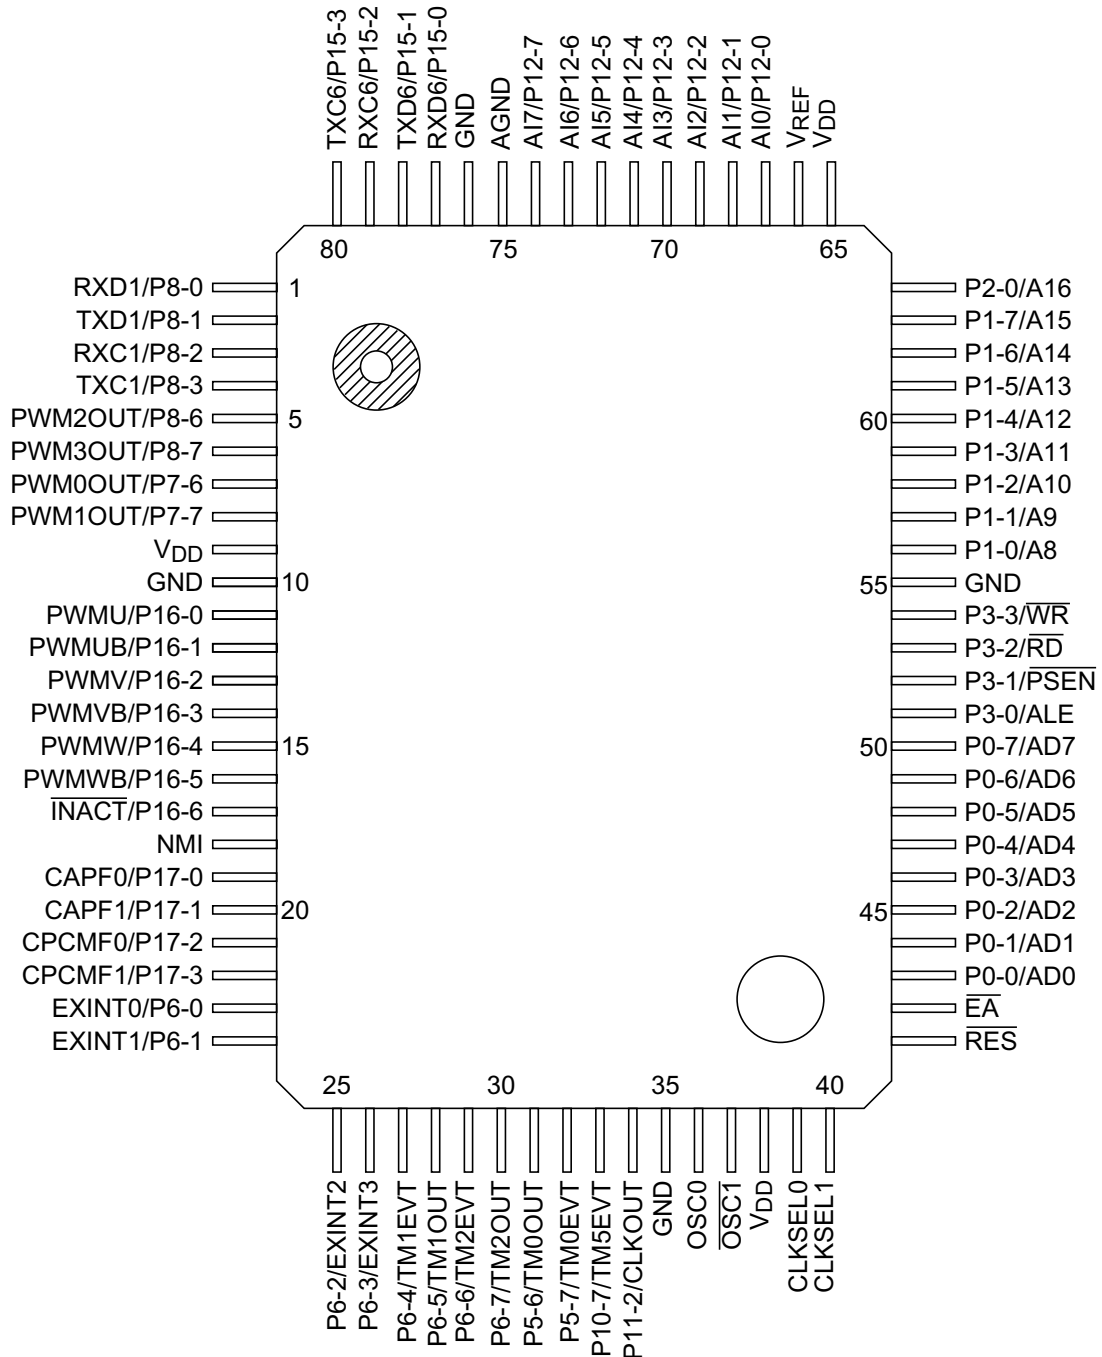 TXC6/P15-3
RXC6/P15-2
TXD6/P15-1
RXD6/P15-0
GND
AGND
AI7/P12-7
AI6/P12-6
AI5/P12-5
AI4/P12-4
AI3/P12-3
AI2/P12-2
AI1/P12-1
AI0/P12-0
VREF
VDD
80
75
70
65
RXD1/P8-0
1
TXD1/P8-1
RXC1/P8-2
TXC1/P8-3
PWM2OUT/P8-6
5
PWM3OUT/P8-7
PWM0OUT/P7-6
PWM1OUT/P7-7
VDD
GND
10
PWMU/P16-0
PWMUB/P16-1
PWMV/P16-2
PWMVB/P16-3
PWMW/P16-4
15
PWMWB/P16-5
INACT/P16-6
NMI
CAPF0/P17-0
CAPF1/P17-1
20
CPCMF0/P17-2
CPCMF1/P17-3
EXINT0/P6-0
EXINT1/P6-1
P2-0/A16
P1-7/A15
P1-6/A14
P1-5/A13
60
P1-4/A12
P1-3/A11
P1-2/A10
P1-1/A9
P1-0/A8
55
GND
P3-3/WR
P3-2/RD
P3-1/PSEN
P3-0/ALE
50
P0-7/AD7
P0-6/AD6
P0-5/AD5
P0-4/AD4
P0-3/AD3
45
P0-2/AD2
P0-1/AD1
P0-0/AD0
EA
RES
25
30
35
40
P6-2/EXINT2
P6-3/EXINT3
P6-4/TM1EVT
P6-5/TM1OUT
P6-6/TM2EVT
P6-7/TM2OUT
P5-6/TM0OUT
P5-7/TM0EVT
P10-7/TM5EVT
P11-2/CLKOUT
GND
OSC0
OSC1
VDD
CLKSEL0
CLKSEL1